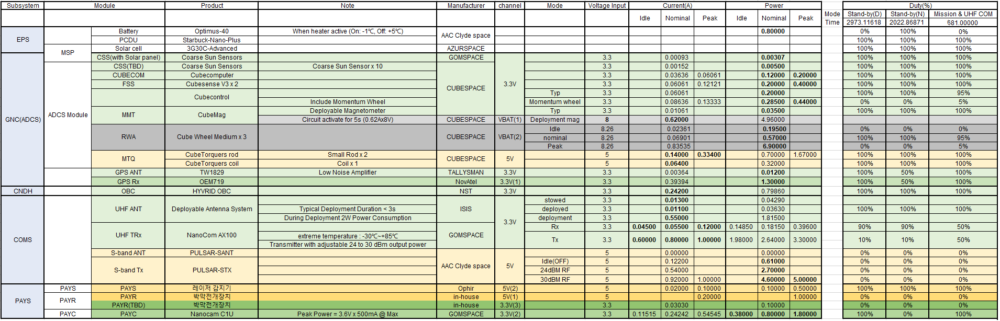 Subsystem Module Product Note Manufacturer channel Mode Voltage Input Current(A) Power Duty(%)
Idle Nominal Peak Idle Nominal Peak Mode Stand-by(D) Stand-by(N) Mission & UHF COM
Time 2973.11618 2022.86871 681.00000
EPS Battery Optimus-40 When heater active (On: -1℃, Off: +5℃) AAC Clyde space 0.80000 0% 100% 0%
PCDU Starbuck-Nano-Plus 100% 100% 100%
MSP Solar cell 3G30C-Advanced AZURSPACE 100% 100% 100%
GNC(ADCS) CSS(with Solar panel) Coarse Sun Sensors GOMSPACE 3.3V 3.3 0.00093 0.00307 100% 100% 100%
ADCS Module CSS(TBD) Coarse Sun Sensors Coarse Sun Sensor x 10 CUBESPACE 3.3 0.00152 0.00500 100% 100% 100%
CUBECOM Cubecomputer 3.3 0.03636 0.06061 0.12000 0.20000 100% 100% 100%
FSS Cubesense V3 x 2 3.3 0.06061 0.12121 0.20000 0.40000 100% 100% 100%
Cubecontrol Typ 3.3 0.06061 0.20000 100% 100% 95%
Include Momentum Wheel Momentum wheel 3.3 0.08636 0.13333 0.28500 0.44000 0% 0% 5%
MMT CubeMag Deployable Magnetometer Typ 3.3 0.01061 0.03500 100% 100% 100%
Circuit activate for 5s (0.62Ax8V) CUBESPACE VBAT(1) Deployment mag 8 0.62000 4.96000
RWA Cube Wheel Medium x 3 CUBESPACE VBAT(2) Idle 8.26 0.02361 0.19500 0% 0% 0%
nominal 8.26 0.06901 0.57000 100% 100% 95%
Peak 8.26 0.83535 6.90000 0% 0% 5%
MTQ CubeTorquers rod Small Rod x 2 CUBESPACE 5V 5 0.14000 0.33400 0.70000 1.67000 100% 100% 100%
CubeTorquers coil Coil x 1 5 0.06400 0.32000 100% 100% 100%
GPS ANT TW1829 Low Noise Amplifier TALLYSMAN 3.3V 3.3 0.00364 0.01200 100% 50% 100%
GPS Rx OEM719 NovAtel 3.3V(1) 3.3 0.39394 1.30000 100% 50% 100%
CNDH OBC HYVRID OBC NST 3.3V 3.3 0.24200 0.79860 100% 100% 100%
COMS UHF ANT Deployable Antenna System ISIS 3.3V stowed 3.3 0.01300 0.04290
Typical Deployment Duration < 3s deployed 3.3 0.01100 0.03630 100% 100% 100%
During Deployment 2W Power Consumption deployment 3.3 0.55000 1.81500
UHF TRx NanoCom AX100 GOMSPACE Rx 3.3 0.04500 0.05500 0.12000 0.14850 0.18150 0.39600 90% 90% 50%
extreme temperature : -30℃~+85℃ Tx 3.3 0.60000 0.80000 1.00000 1.98000 2.64000 3.30000 10% 10% 50%
Transmitter with adjustable 24 to 30 dBm output power
S-band ANT PULSAR-SANT AAC Clyde space 5V 5 0.00000 0.00000 0% 0% 0%
S-band Tx PULSAR-STX Idle(OFF) 5 0.12200 0.61000 0% 0% 0%
24dBM RF 5 0.54000 2.70000 0% 0% 0%
30dBM RF 5 0.92000 1.00000 4.60000 5.00000 0% 0% 0%
PAYS PAYS PAYS 레이저 감지기 Ophir 5V(2) 5 0.02000 0.10000 0.10000 0.50000 100% 100% 100%
PAYR PAYR 박막전개장치 in-house 5V(1) 5 0.20000 1.00000 0% 0% 0%
PAYR(TBD) 박막전개장치 in-house 3.3V(3) 3.3 0.03030 0.10000 0% 0% 0%
PAYC PAYC Nanocam C1U Peak Power = 3.6V x 500mA @ Max GOMSPACE 3.3V(2) 3.3 0.11515 0.24242 0.54545 0.38000 0.80000 1.80000 100% 0% 100%